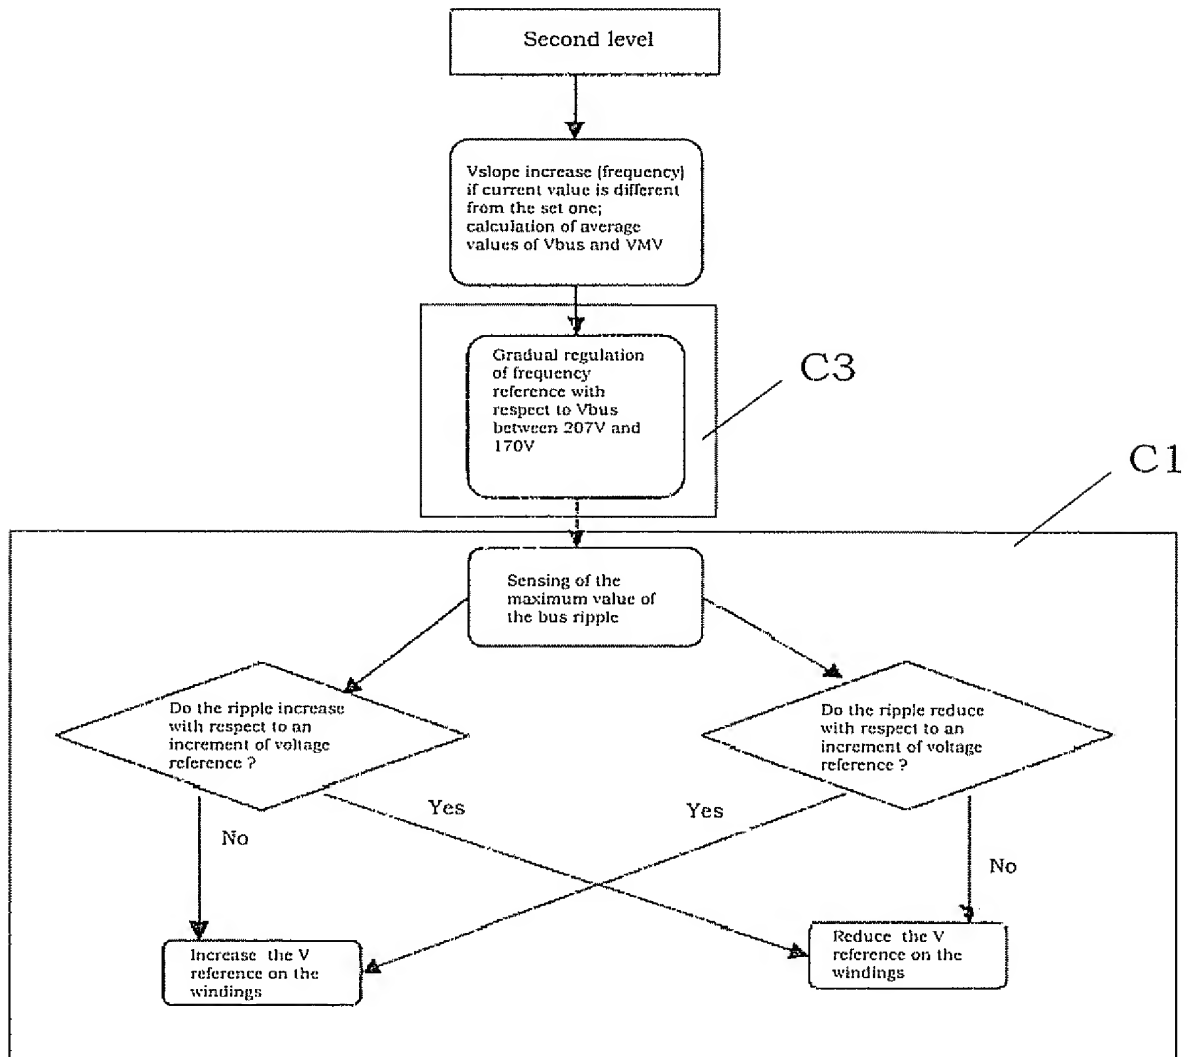 Second level
Vslope increase (frequency)
if current value is different
from the set one;
calculation of average
values of Vbus and VMV
Gradual regulation
of frequency
reference with
respect to Vbus
between 207V and
170V
C3
C1
Sensing of the
maximum value of
the bus ripple
Do the ripple increase
with respect to an
increment of voltage
reference ?
Do the ripple reduce
with respect to an
increment of voltage
reference ?
Yes
Yes
No
No
Increase the V
reference on the
windings
Reduce the V
reference on the
windings